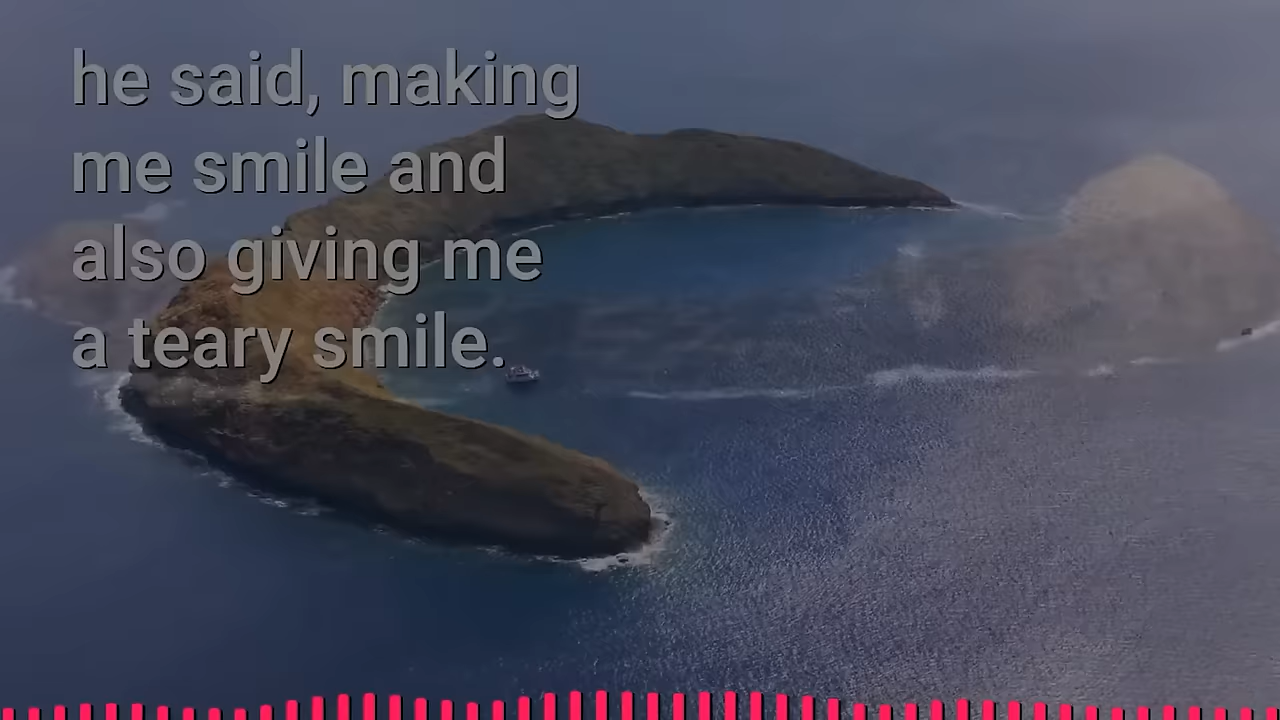 he said, making
me smile and
also giving me
a teary smile.